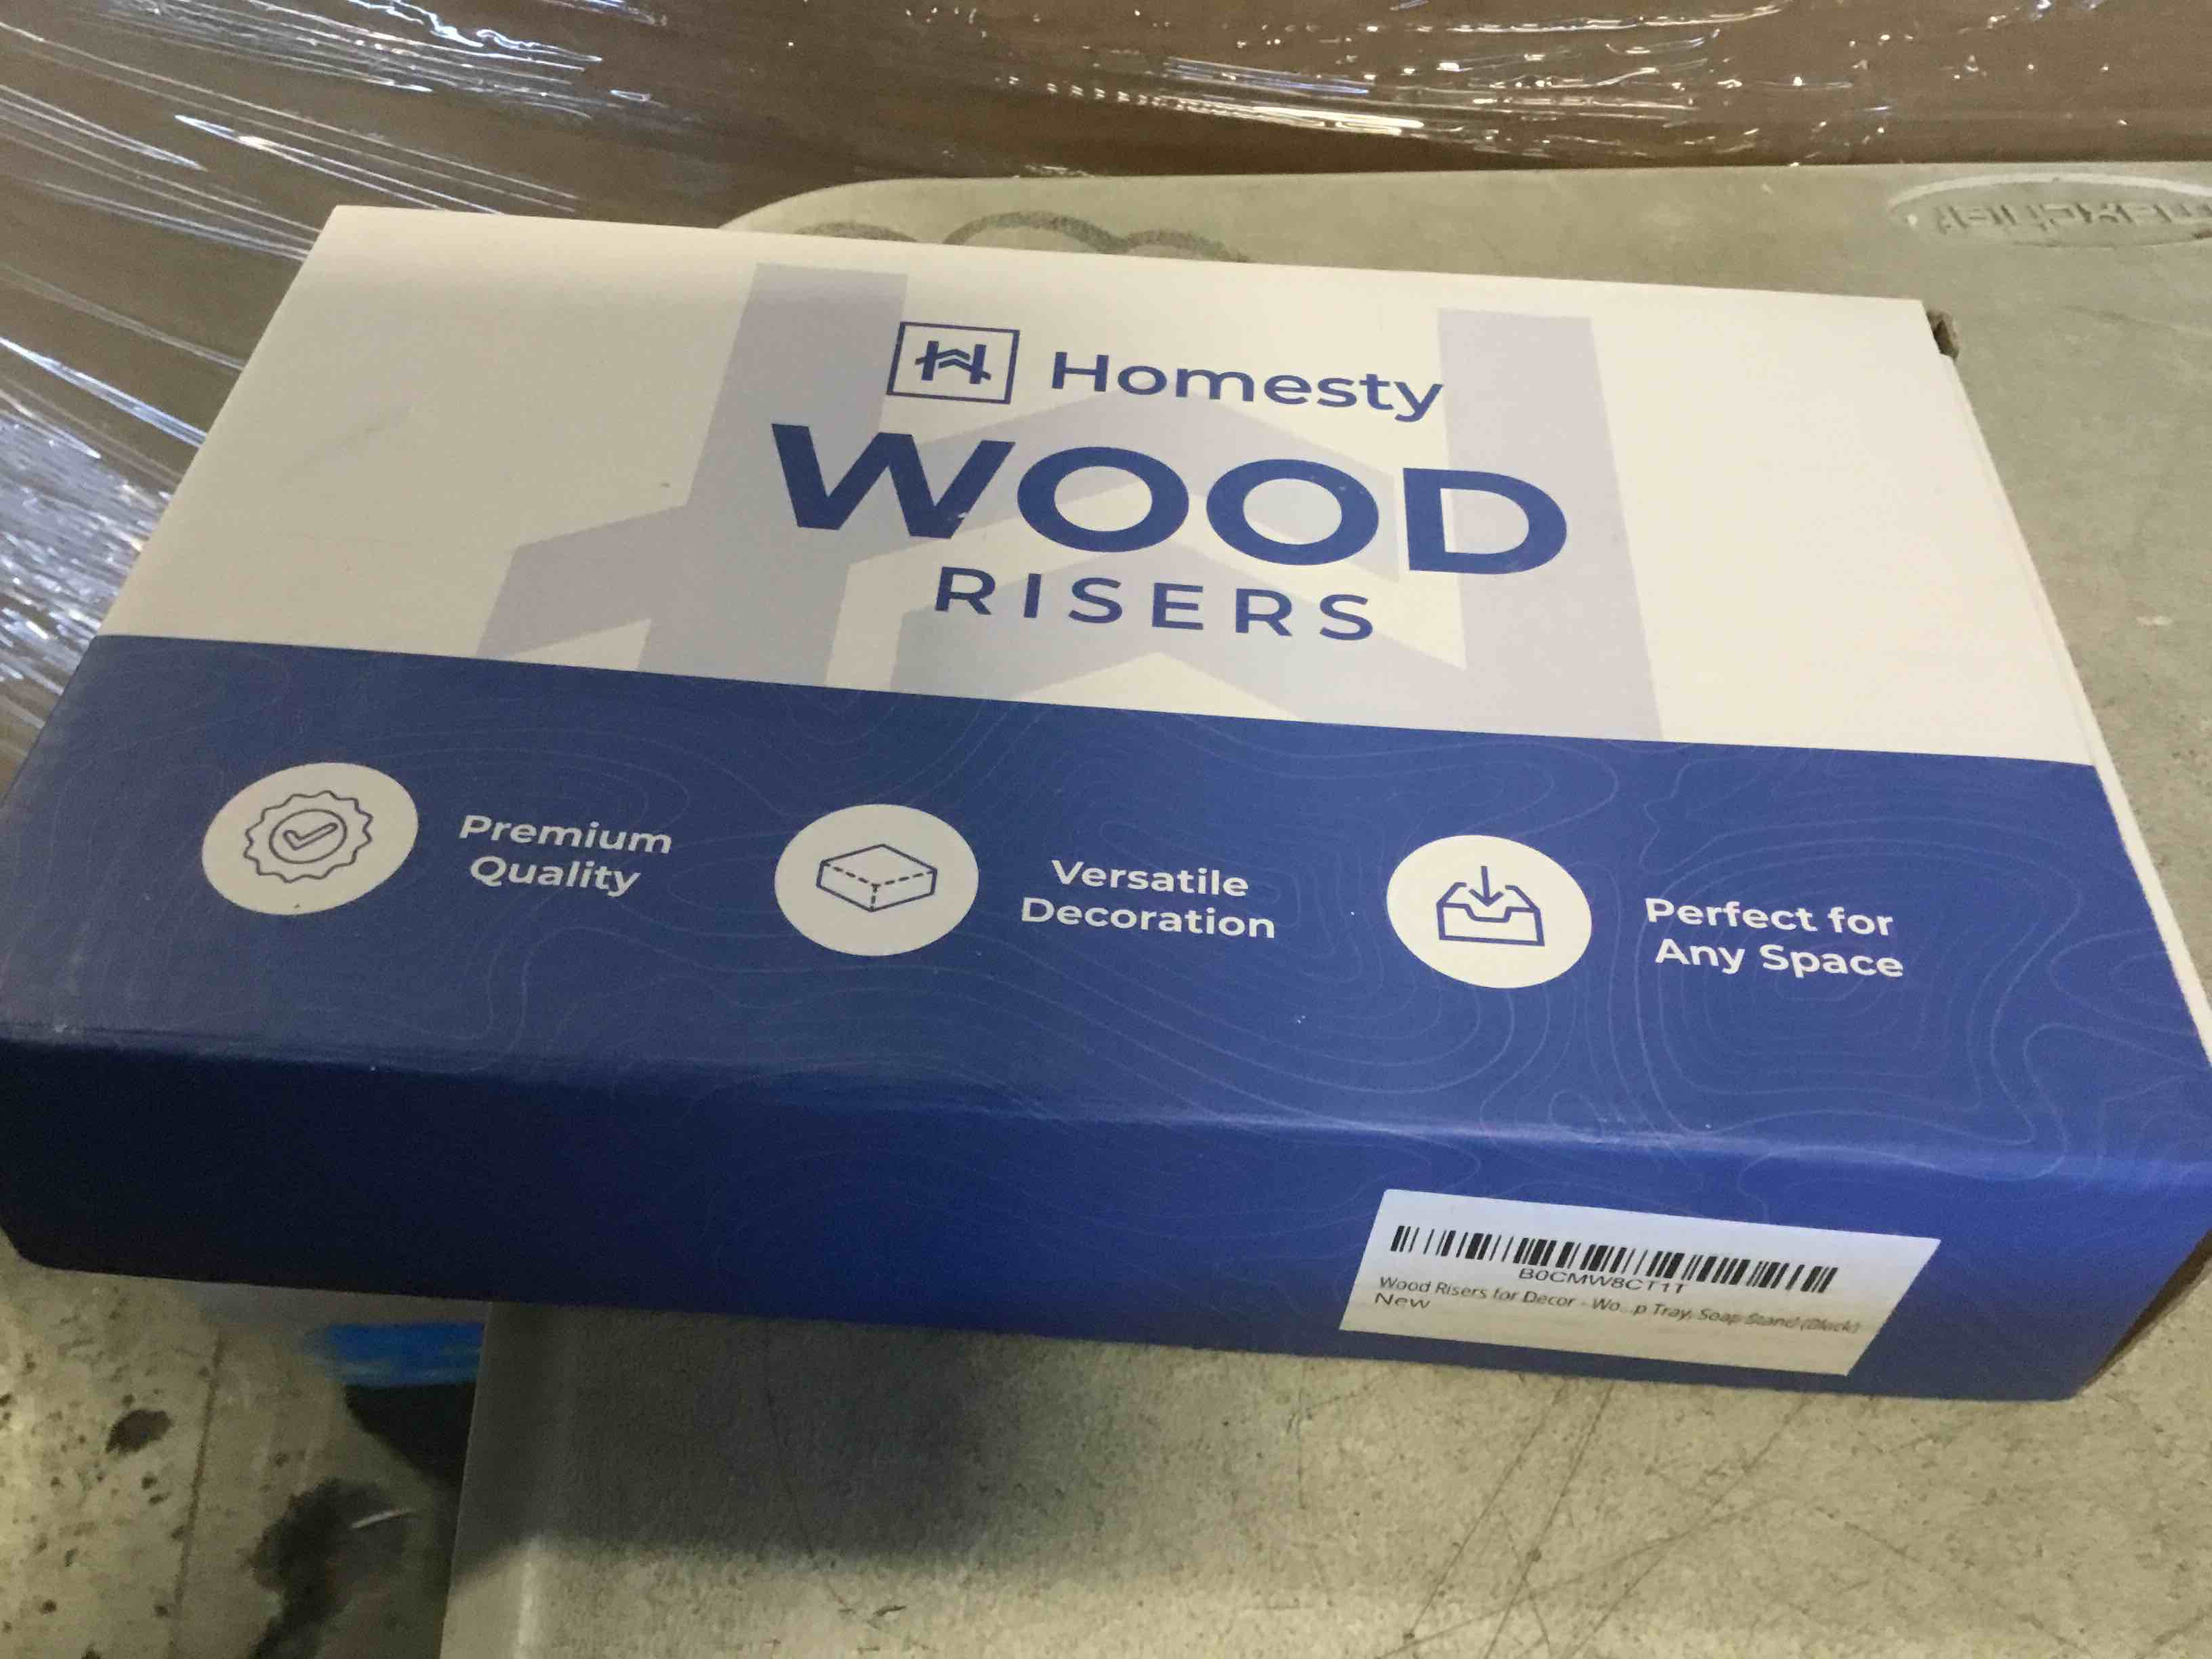 Homesty
WOOD
RISERS
Premium
Quality
Versatile
Decoration
Perfect for
Any Space
B0CMW8CT1T
Wood Risers for Decor - Wo...p Tray, Soap Stand (Black)
New